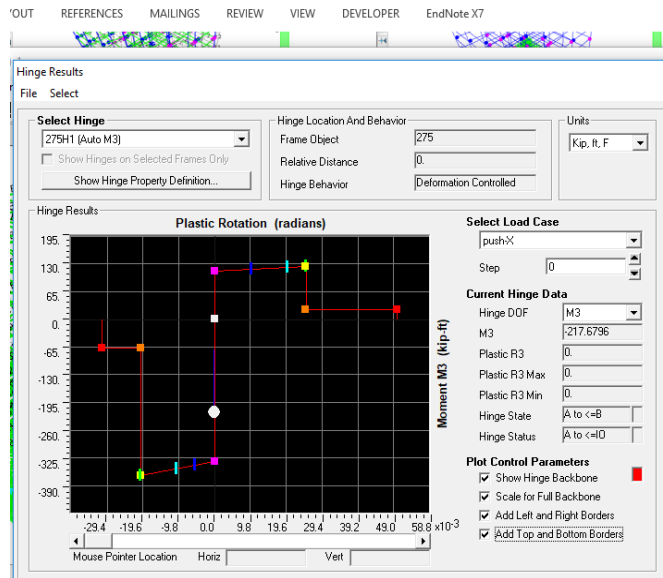 YOUT REFERENCES MAILINGS REVIEW VIEW DEVELOPER EndNote X7
Hinge Results
File Select
Select Hinge
275H1 (Auto M3)
Show Hinges on Selected Frames Only
Show Hinge Property Definition...
Hinge Location And Behavior
Frame Object 275
Relative Distance 0.
Hinge Behavior Deformation Controlled
Units
Kip, ft, F
Hinge Results
Plastic Rotation (radians)
195.
130.
65.
0.
-65.
-130.
-195.
-260.
-325.
-390.
-29.4 -19.6 -9.8 0.0 9.8 19.6 29.4 39.2 49.0 58.8 x10-3
Moment M3 (kip-ft)
Mouse Pointer Location Horiz Vert
Select Load Case
push-X
Step 0
Current Hinge Data
Hinge DOF M3
M3 -217.6796
Plastic R3 0.
Plastic R3 Max 0.
Plastic R3 Min 0.
Hinge State A to <=B
Hinge Status A to <=IO
Plot Control Parameters
Show Hinge Backbone
Scale for Full Backbone
Add Left and Right Borders
Add Top and Bottom Borders